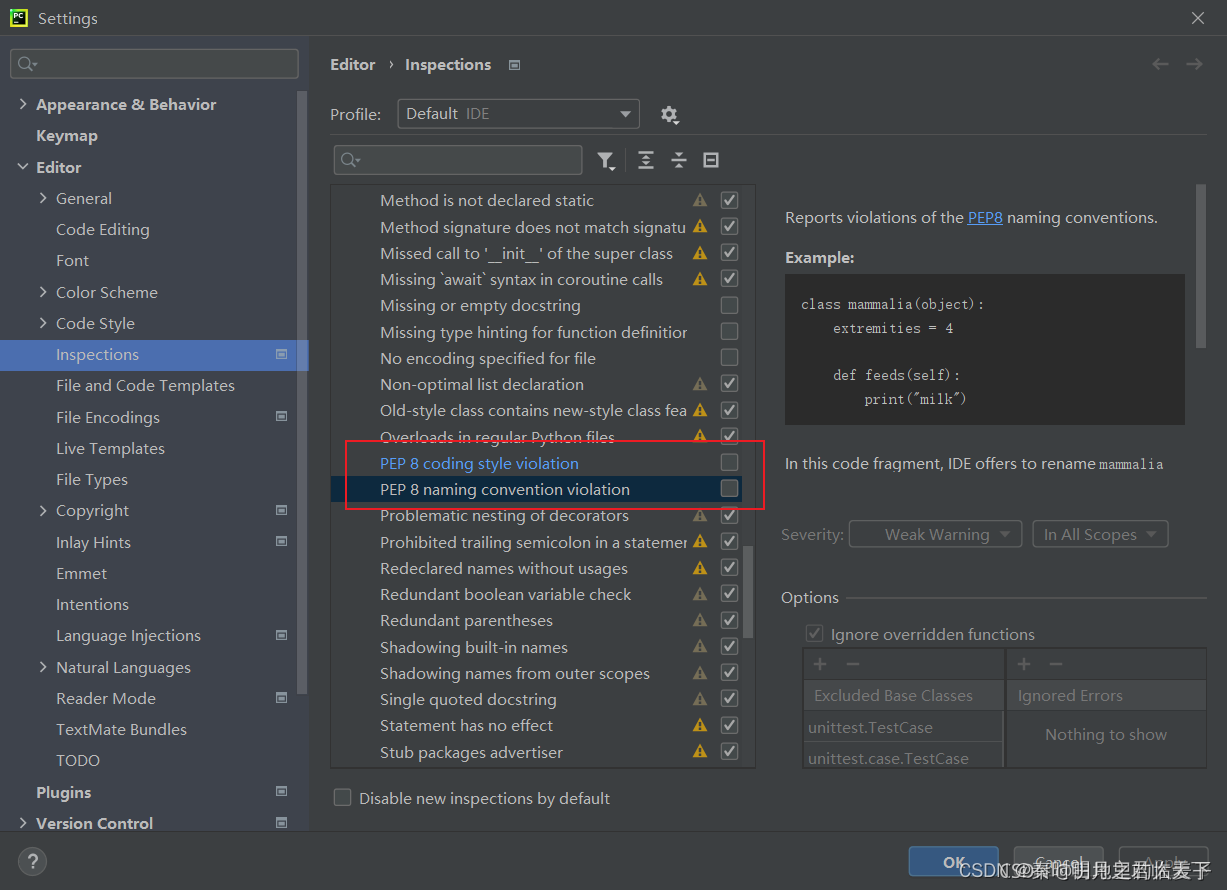 PC Settings
Appearance & Behavior
Keymap
Editor
General
Code Editing
Font
Color Scheme
Code Style
Inspections
File and Code Templates
File Encodings
Live Templates
File Types
Copyright
Inlay Hints
Emmet
Intentions
Language Injections
Natural Languages
Reader Mode
TextMate Bundles
TODO
Plugins
Version Control
?
Editor › Inspections
Profile: Default IDE
Method is not declared static
Method signature does not match signatu
Missed call to '__init__' of the super class
Missing `await` syntax in coroutine calls
Missing or empty docstring
Missing type hinting for function definitior
No encoding specified for file
Non-optimal list declaration
Old-style class contains new-style class fea
Overloads in regular Python files
PEP 8 coding style violation
PEP 8 naming convention violation
Problematic nesting of decorators
Prohibited trailing semicolon in a statemer
Redeclared names without usages
Redundant boolean variable check
Redundant parentheses
Shadowing built-in names
Shadowing names from outer scopes
Single quoted docstring
Statement has no effect
Stub packages advertiser
Disable new inspections by default
Reports violations of the PEP8 naming conventions.
Example:
class mammalia(object):
extremities = 4
def feeds(self):
print("milk")
In this code fragment, IDE offers to rename mammalia
Severity: Weak Warning In All Scopes
Options
Ignore overridden functions
Excluded Base Classes Ignored Errors
unittest.TestCase Nothing to show
unittest.case.TestCase
OK Cancel Apply